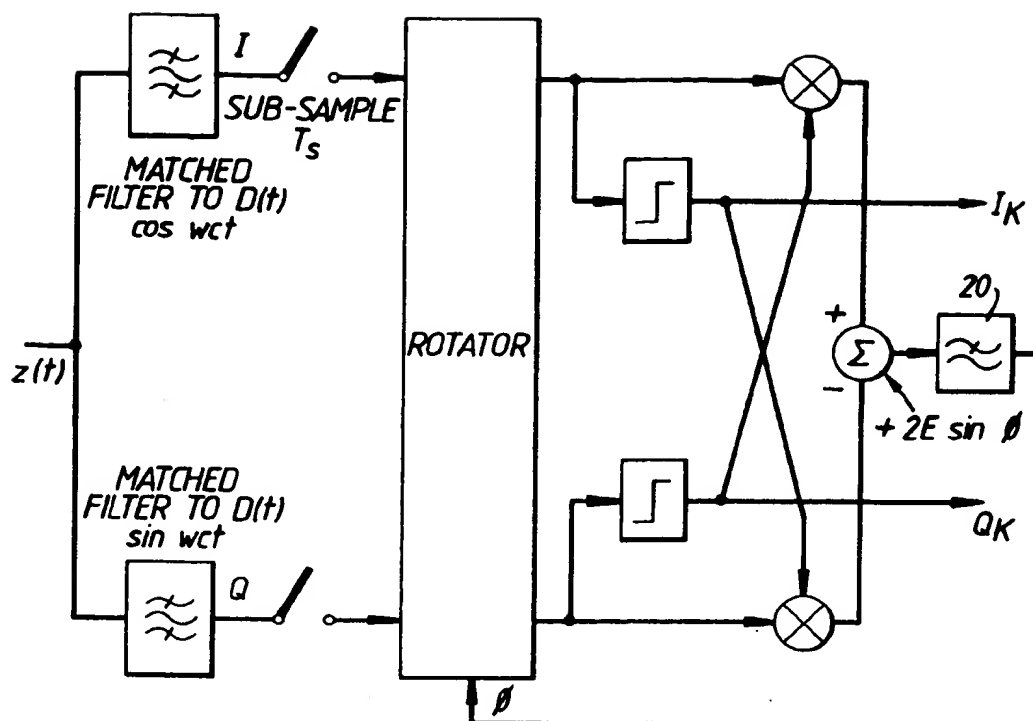 I
SUB-SAMPLE
Ts
MATCHED
FILTER TO D(t)
cos wct
z(t)
ROTATOR
IK
20
+
Σ
-
+ 2E sin ø
MATCHED
FILTER TO D(t)
sin wct
QK
Q
ø